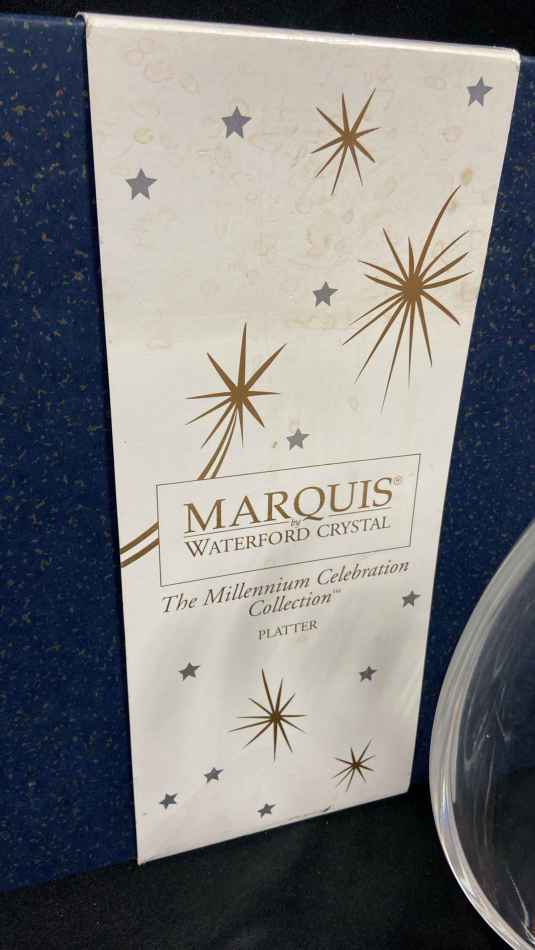 MARQUIS®
by
WATERFORD CRYSTAL
The Millennium Celebration
Collection™
PLATTER